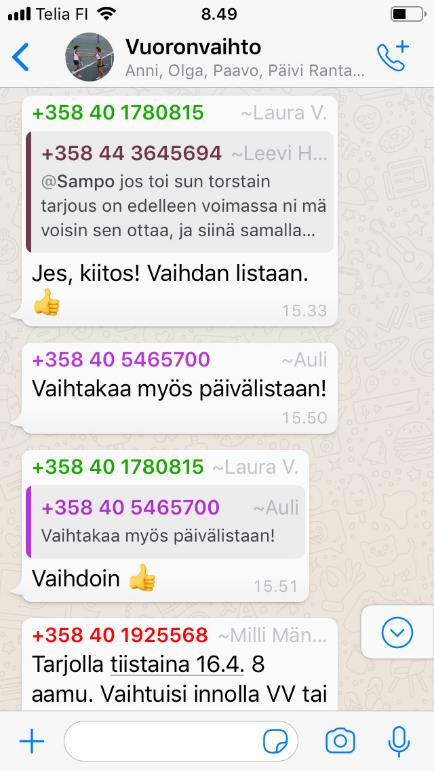 Telia FI
8.49
Vuoronvaihto
Anni, Olga, Paavo, Päivi Ranta...
+358 40 1780815 ~Laura V.
+358 44 3645694 ~Leevi H...
@Sampo jos toi sun torstain
tarjous on edelleen voimassa ni mä
voisin sen ottaa, ja siinä samalla...
Jes, kiitos! Vaihdan listaan.
👍
15.33
+358 40 5465700 ~Auli
Vaihtakaa myös päivälistaan!
15.50
+358 40 1780815 ~Laura V.
+358 40 5465700 ~Auli
Vaihtakaa myös päivälistaan!
Vaihdoin 👍
15.51
+358 40 1925568 ~Milli Män...
Tarjolla tiistaina 16.4. 8
aamu. Vaihtuisi innolla VV tai